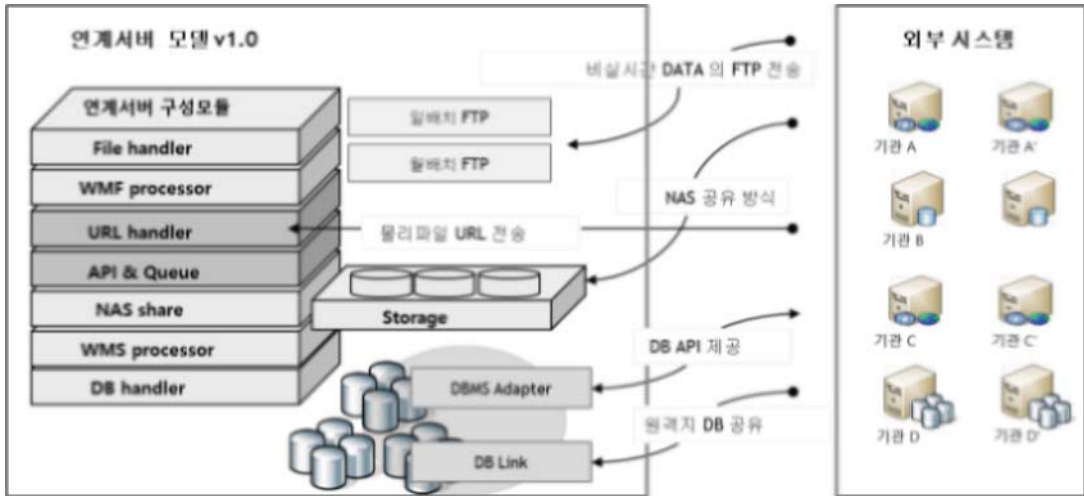 연계서버 모델 v1.0
외부 시스템
비실시간 DATA 의 FTP 전송
연계서버 구성모듈
일배치 FTP
File handler
월배치 FTP
기관 A
기관 A'
WMF processor
NAS 공유 방식
URL handler
물리파일 URL 전송
기관 B
API & Queue
NAS share
Storage
WMS processor
DB API 제공
기관 C
기관 C'
DB handler
DBMS Adapter
원격지 DB 공유
기관 D
기관 D'
DB Link